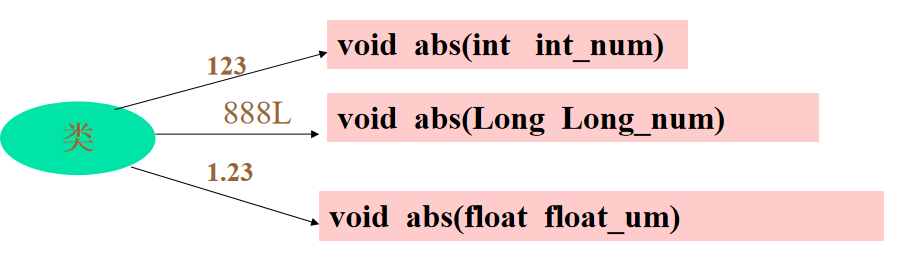 void abs(int int_num)
123
888L
类
void abs(Long Long_num)
1.23
void abs(float float_um)